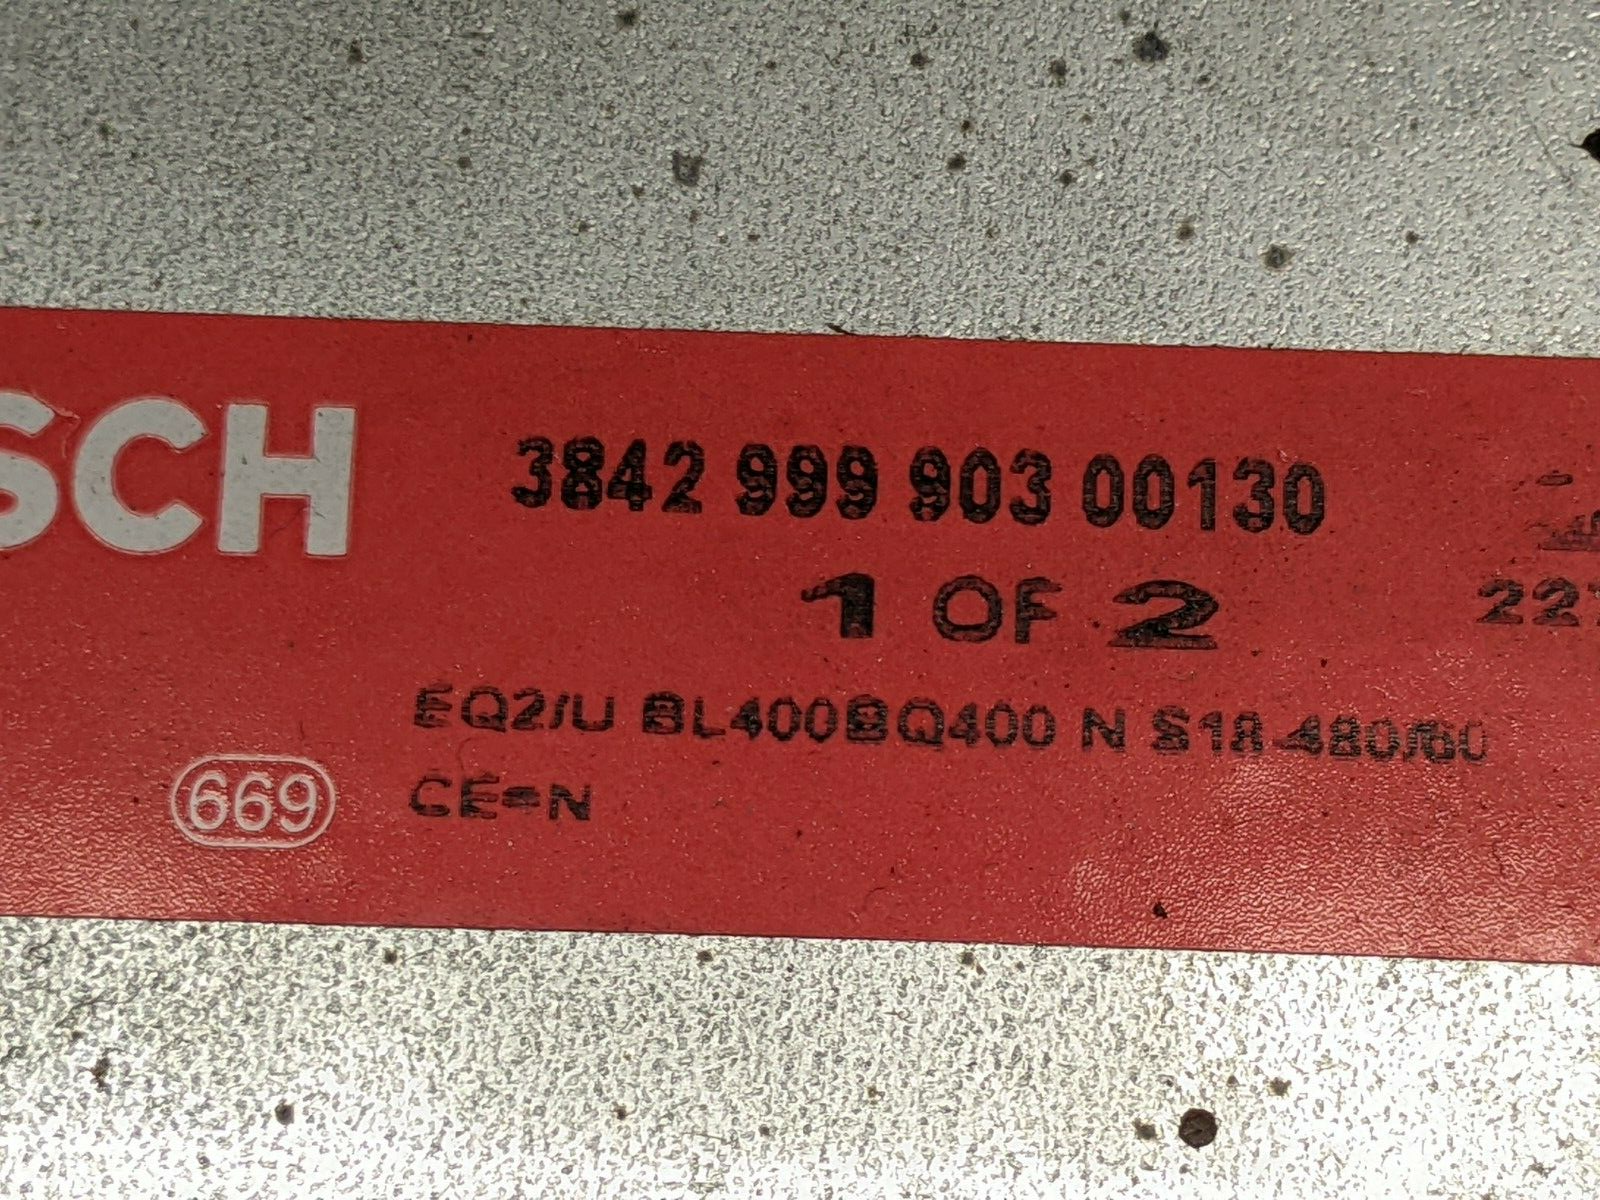 SCH
3842 999 903 00130
1 OF 2
EQ2/U BL400BQ400 N S18 480/60
669
CE=N